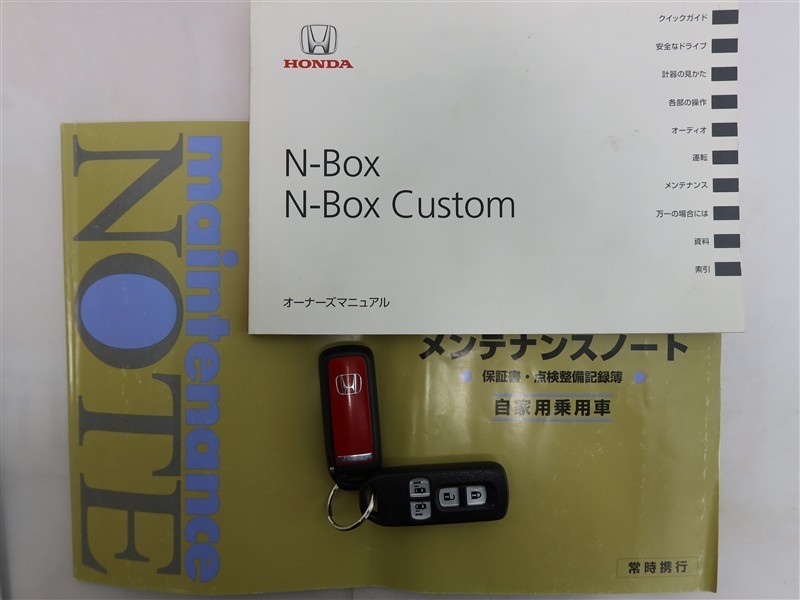 HONDA
N-Box
N-Box Custom
オーナーズマニュアル
クイックガイド
安全なドライブ
計器の見かた
各部の操作
オーディオ
運転
メンテナンス
万一の場合には
資料
索引
maintenance
NOTE
メンテナンスノート
保証書・点検整備記録簿
自家用乗用車
常時携行